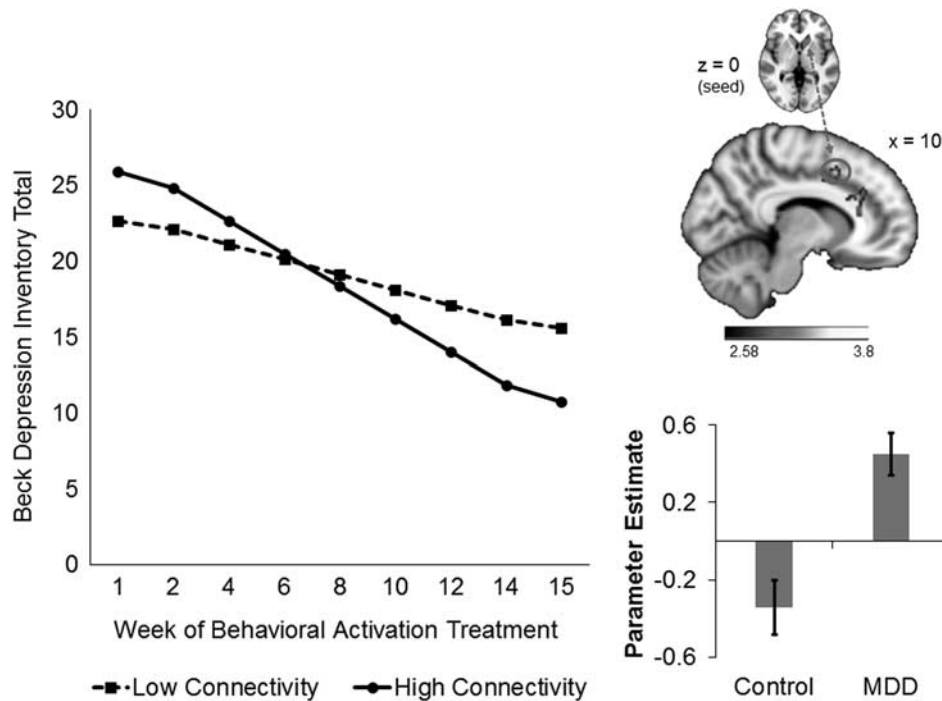 Beck Depression Inventory Total
30
25
20
15
10
5
0
1 2 4 6 8 10 12 14 15
Week of Behavioral Activation Treatment
Low Connectivity High Connectivity
z = 0
(seed)
x = 10
2.58 3.8
Parameter Estimate
0.6
0.2
-0.2
-0.6
Control MDD